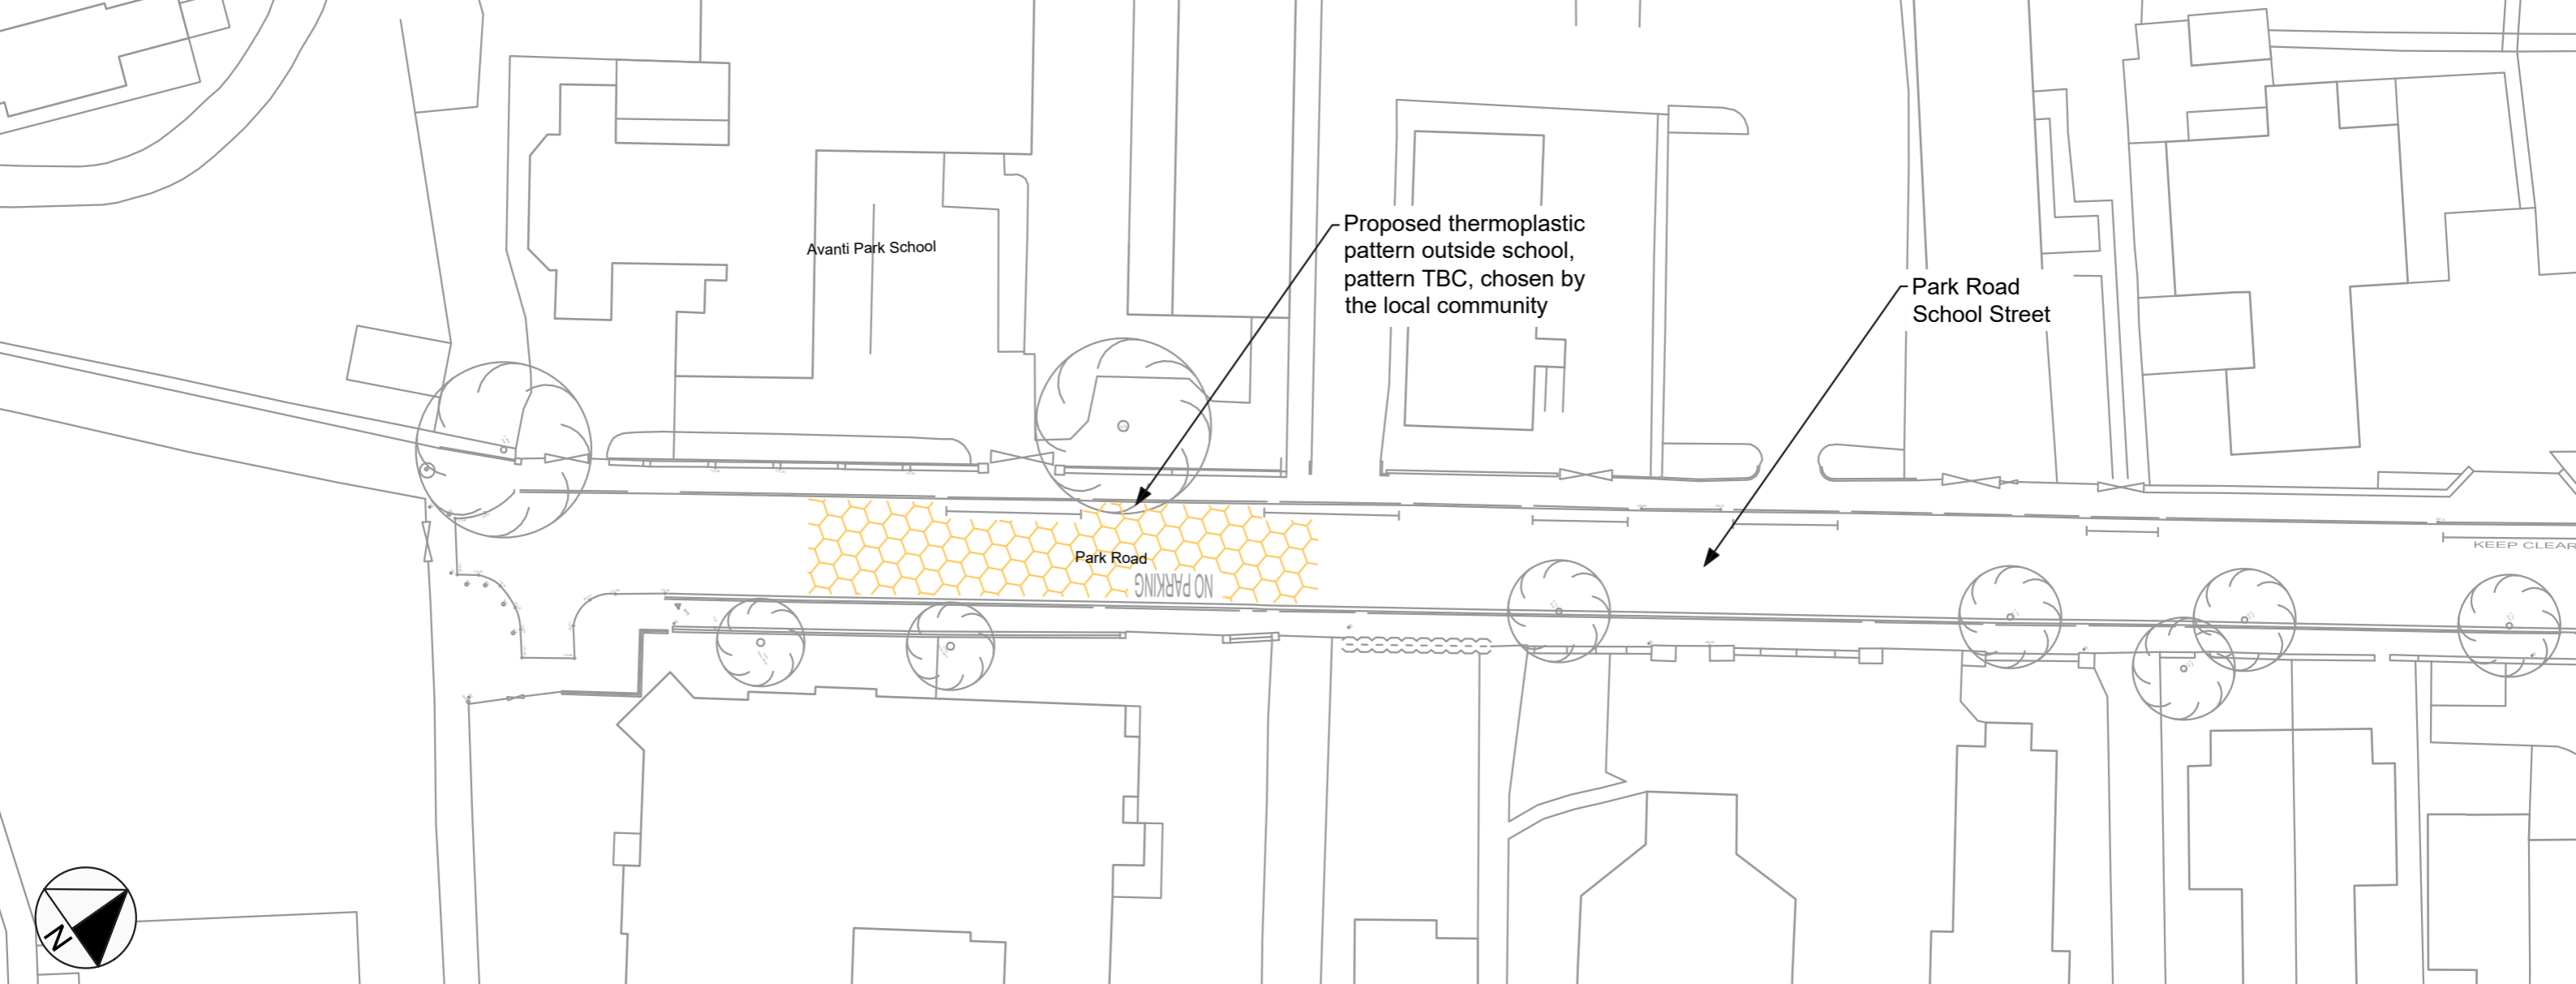 Proposed thermoplastic
pattern outside school,
pattern TBC, chosen by
the local community
Avanti Park School
Park Road
School Street
Park Road
NO PARKING
KEEP CLEAR
N